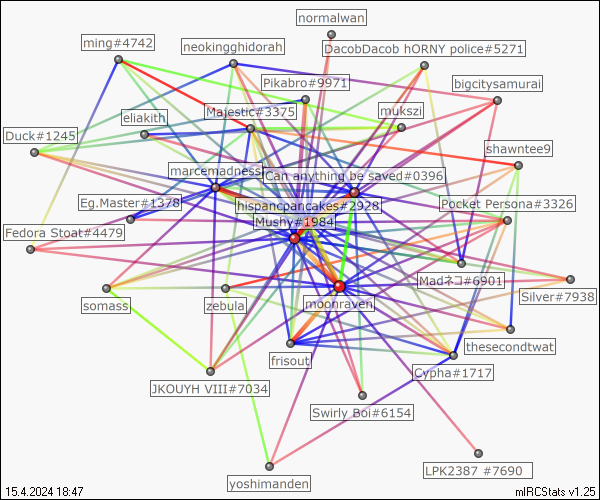 normalwan
ming#4742
neokingghidorah
DacobDacob hORNY police#5271
Pikabro#9971
bigcitysamurai
eliakith
Majestic#3375
mukszi
Duck#1245
shawntee9
marcemadness
Can anything be saved#0396
Eg.Master#1378
hispancpancakes#2928
Pocket Persona#3326
Mushy#1984
Fedora Stoat#4479
Madネコ#6901
somass
zebula
moonraven
Silver#7938
frisout
thesecondtwat
JKOUYH VIII#7034
Cypha#1717
Swirly Boi#6154
yoshimanden
LPK2387 #7690
15.4.2024 18:47
mIRCStats v1.25